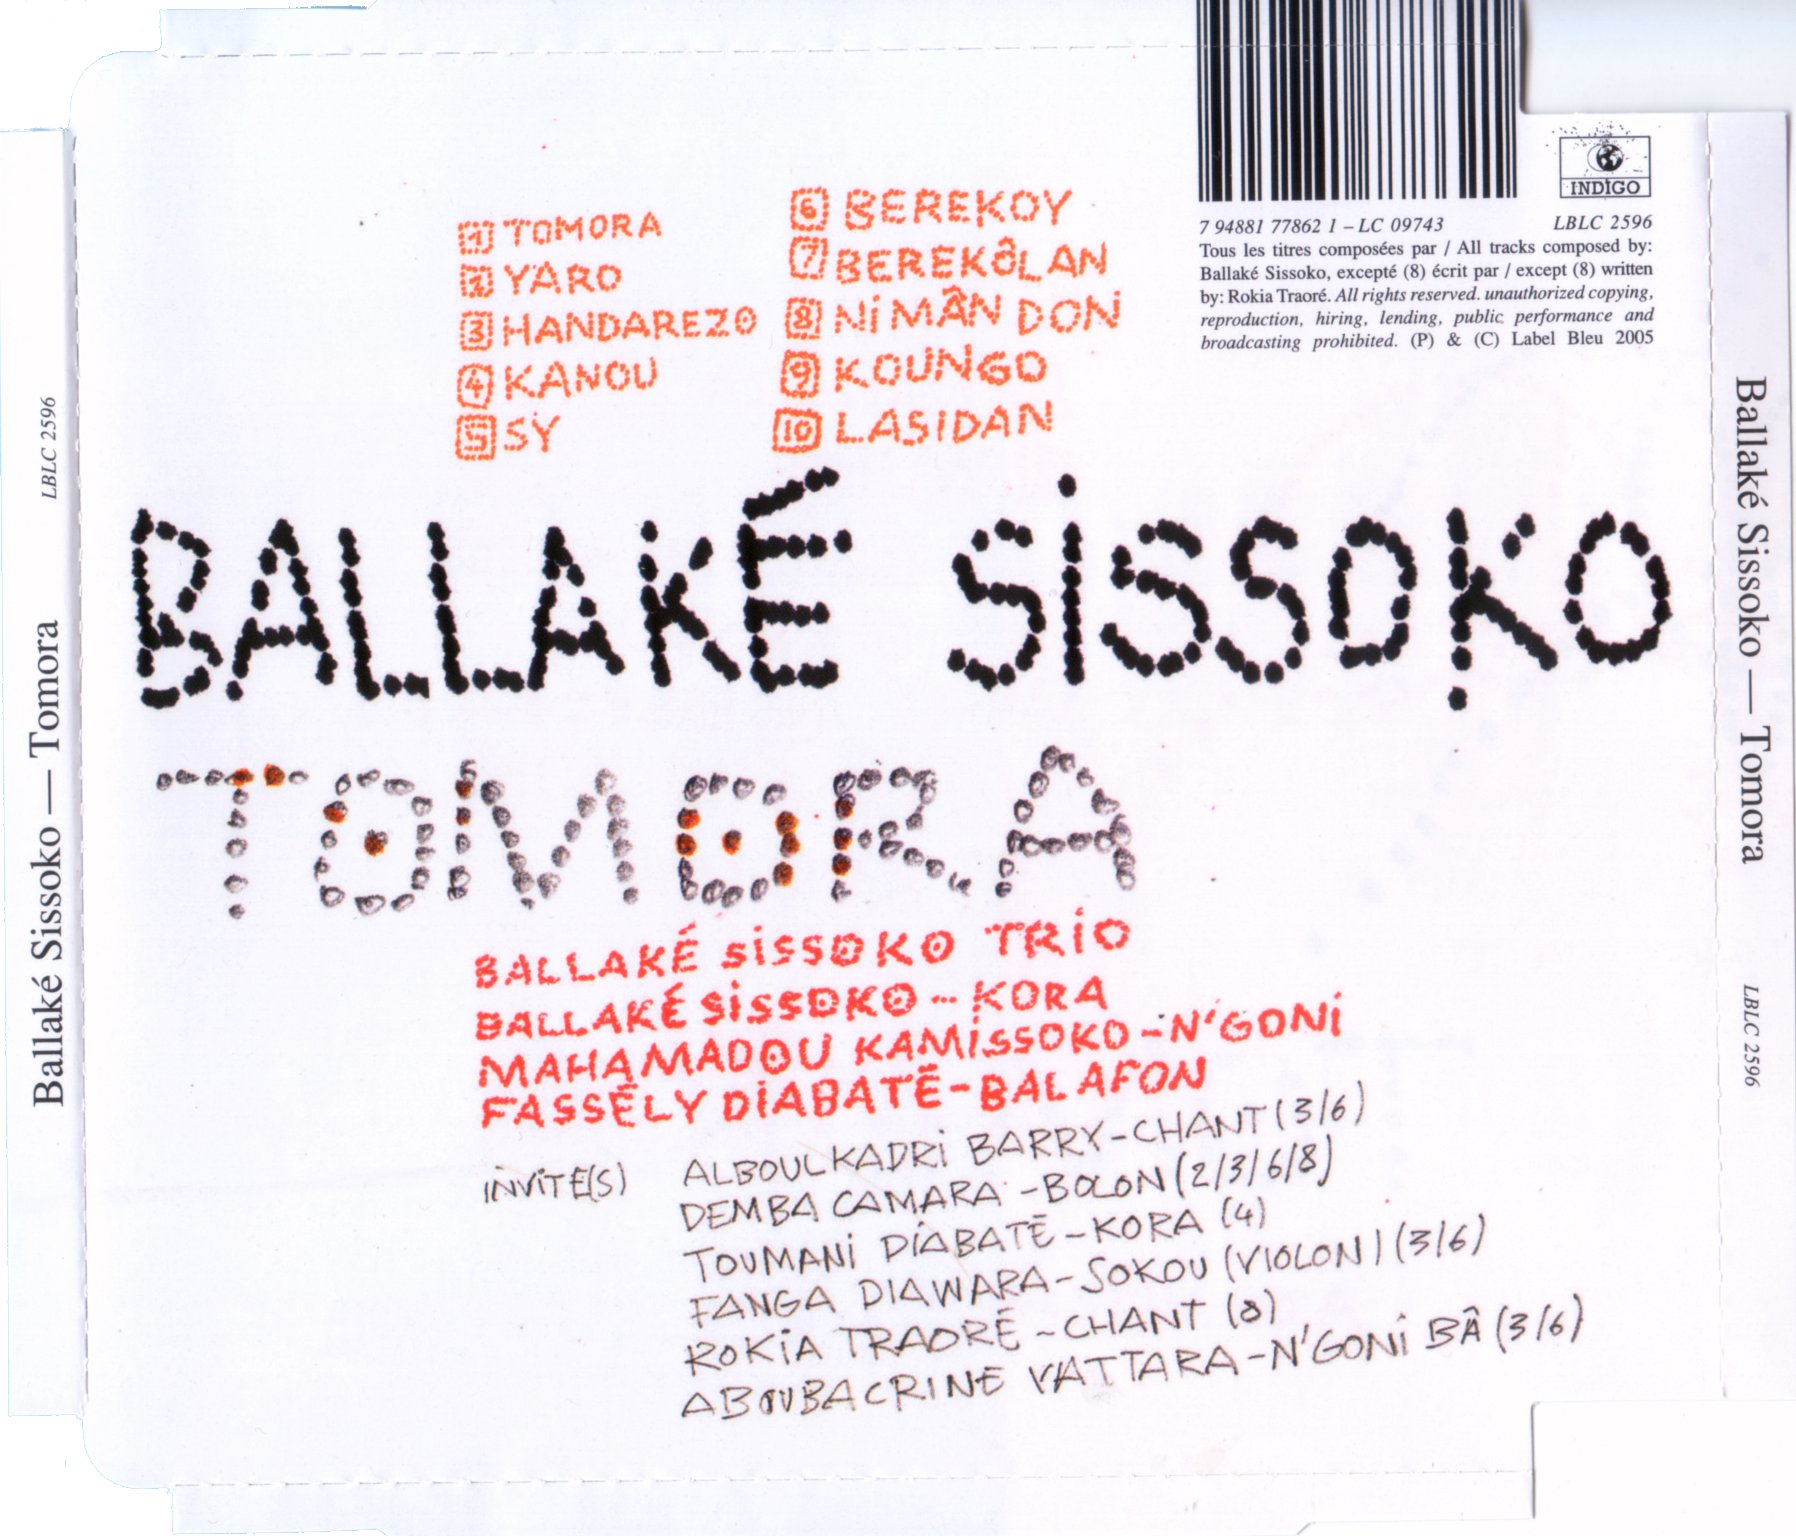 1 TOMORA
2 YARO
3 HANDAREZO
4 KANOU
5 SY
6 BEREKOY
7 BEREKÔLAN
8 Ni MÂN DON
9 KOUNGO
10 LASIDAN
INDIGO
7 94881 77862 1 – LC 09743 LBLC 2596
Tous les titres composées par / All tracks composed by:
Ballaké Sissoko, excepté (8) écrit par / except (8) written
by: Rokia Traoré. All rights reserved. unauthorized copying,
reproduction, hiring, lending, public performance and
broadcasting prohibited. (P) & (C) Label Bleu 2005
BALLAKÉ SiSSOKO
TOMORA
BALLAKÉ SiSSOKO TRiO
BALLAKÉ SiSSOKO – KORA
MAHAMADOU KAMiSSOKO – N'GONi
FASSÉLY DiABATÉ – BALAFON
iNViTÉ(S)
ALBOULKADRi BARRY – CHANT (3/6)
DEMBA CAMARA – BOLON (2/3/6/8)
TOUMANi DiABATÉ – KORA (4)
FANGA DIAWARA – SOKOU (VIOLON) (3/6)
ROKiA TRAORÉ – CHANT (8)
ABOUBACRINE YATTARA – N'GONi BÂ (3/6)
Ballaké Sissoko — Tomora LBLC 2596
Ballaké Sissoko — Tomora LBLC 2596